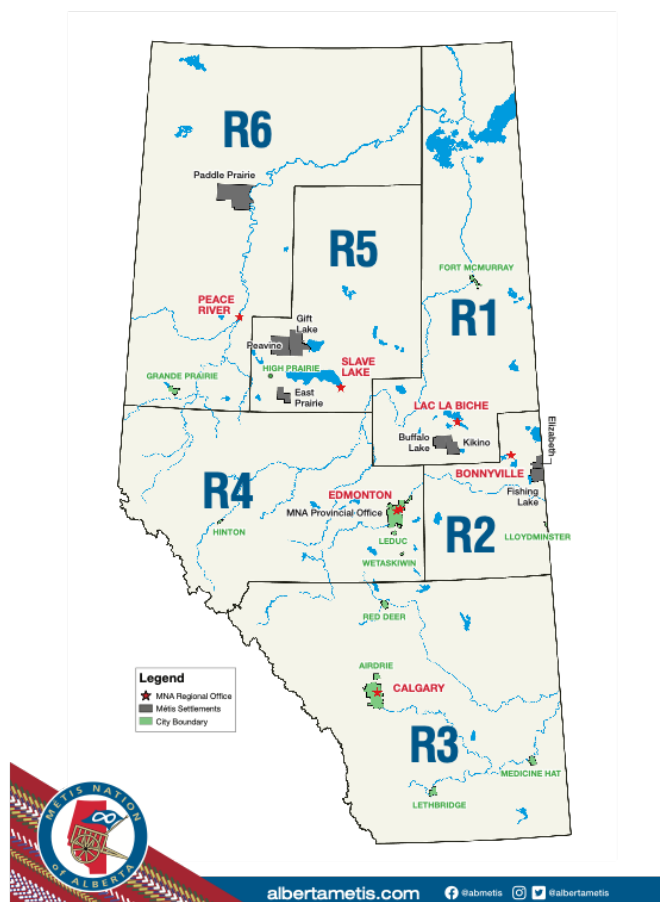 R6
Paddle Prairie
R5
FORT MCMURRAY
PEACE
RIVER
R1
Gift
Lake
Peavine
SLAVE
LAKE
HIGH PRAIRIE
GRANDE PRAIRIE
East
Prairie
LAC LA BICHE
Buffalo
Lake
Kikino
Elizabeth
BONNYVILLE
R4
Fishing
Lake
EDMONTON
MNA Provincial Office
HINTON
R2
LEDUC
LLOYDMINSTER
WETASKIWIN
RED DEER
AIRDRIE
CALGARY
Legend
MNA Regional Office
Métis Settlements
City Boundary
R3
MEDICINE HAT
LETHBRIDGE
MÉTIS NATION
of ALBERTA
albertametis.com
@abmetis
@albertametis